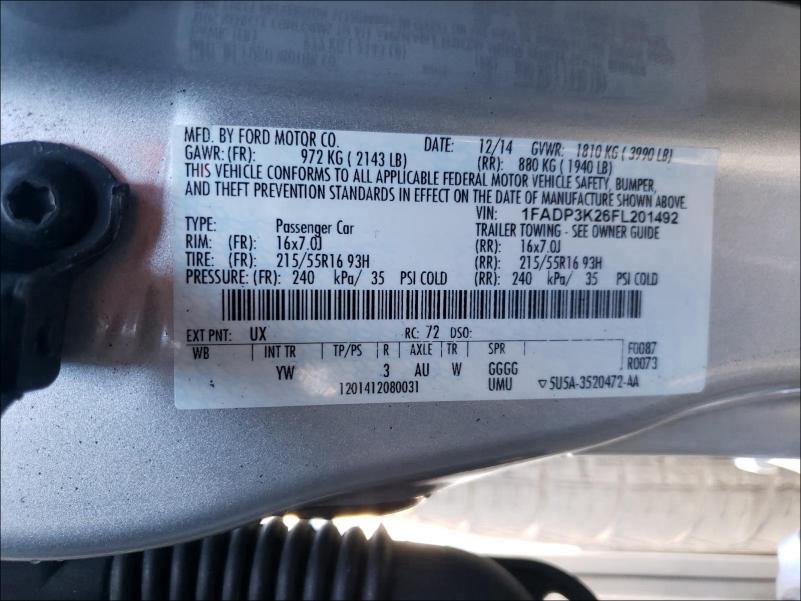 MFD. BY FORD MOTOR CO. DATE: 12/14 GVWR: 1810 KG ( 3990 LB)
GAWR: (FR): 972 KG ( 2143 LB) (RR): 880 KG ( 1940 LB)
THIS VEHICLE CONFORMS TO ALL APPLICABLE FEDERAL MOTOR VEHICLE SAFETY, BUMPER,
AND THEFT PREVENTION STANDARDS IN EFFECT ON THE DATE OF MANUFACTURE SHOWN ABOVE.
VIN: 1FADP3K26FL201492
TYPE: Passenger Car TRAILER TOWING - SEE OWNER GUIDE
RIM: (FR): 16x7.0J (RR): 16x7.0J
TIRE: (FR): 215/55R16 93H (RR): 215/55R16 93H
PRESSURE: (FR): 240 kPa/ 35 PSI COLD (RR): 240 kPa/ 35 PSI COLD
EXT PNT: UX RC: 72 DSO:
WB INT TR TP/PS R AXLE TR SPR F0087
YW 3 AU W GGGG R0073
1201412080031 UMU ▽5U5A-3520472-AA